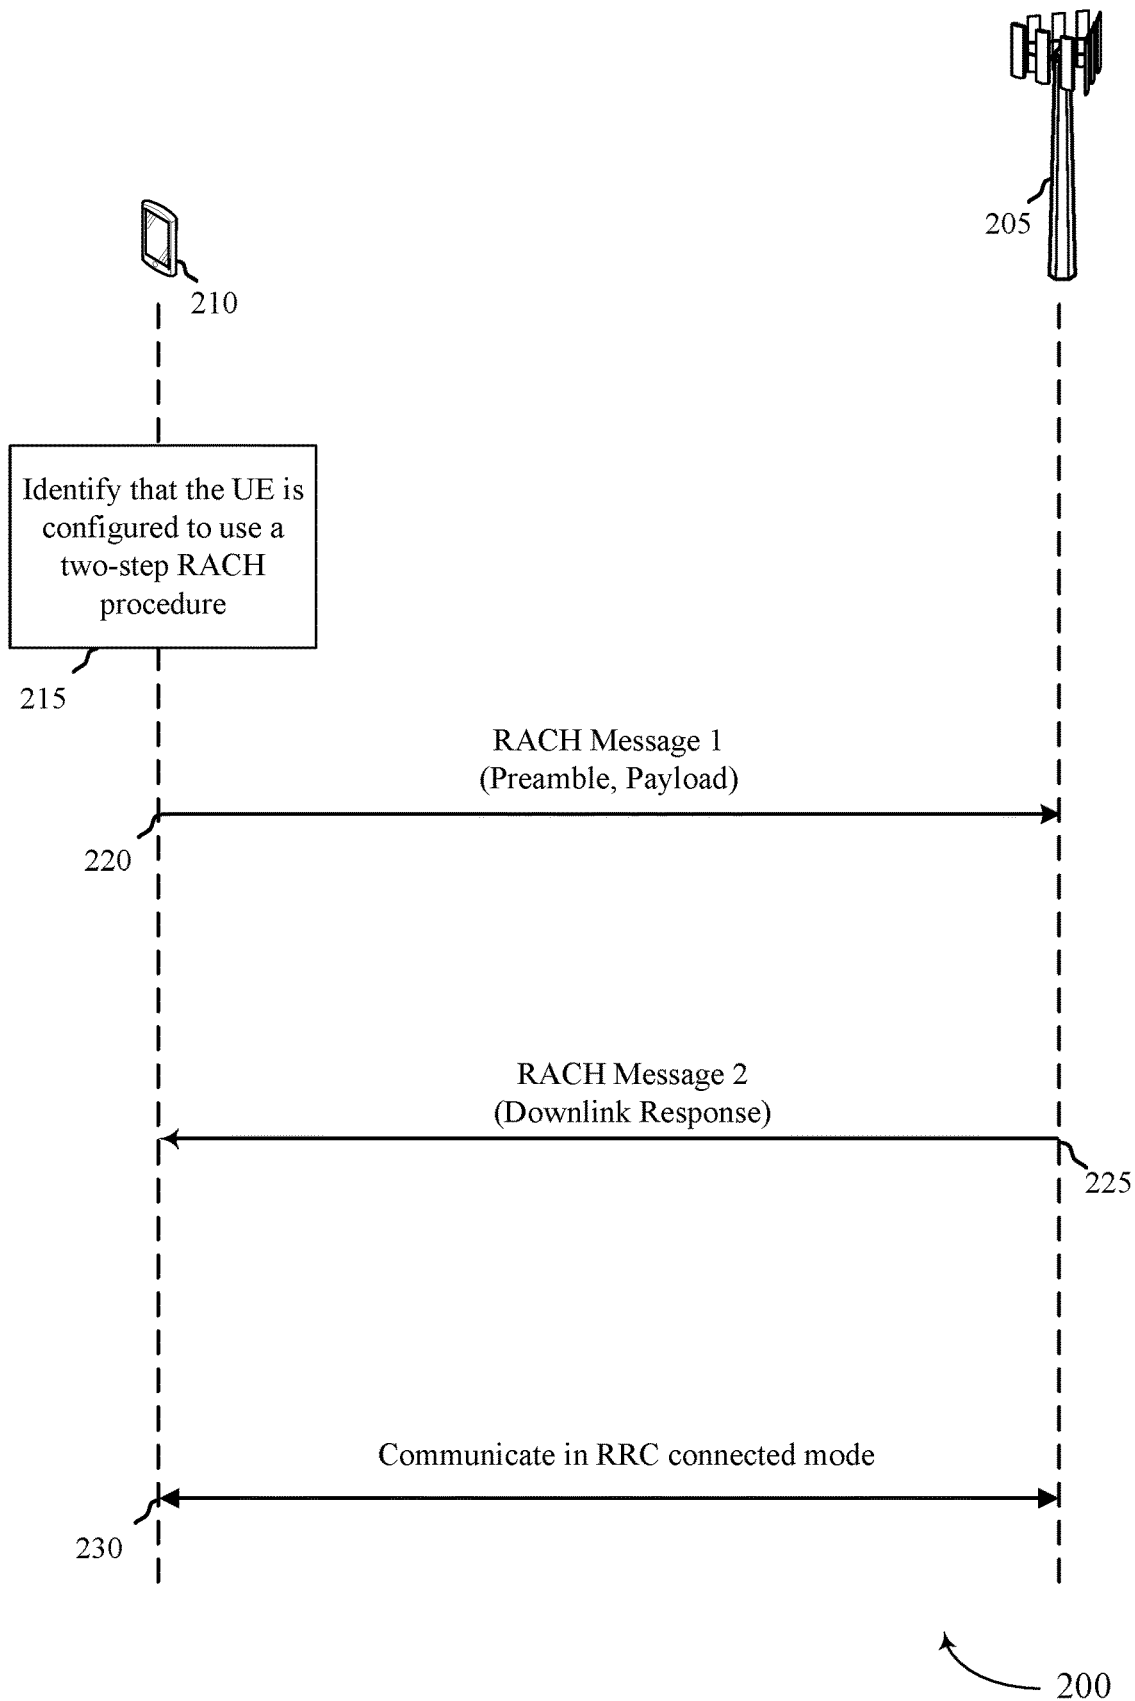 205
210
Identify that the UE is
configured to use a
two-step RACH
procedure
215
RACH Message 1
(Preamble, Payload)
220
RACH Message 2
(Downlink Response)
225
Communicate in RRC connected mode
230
200